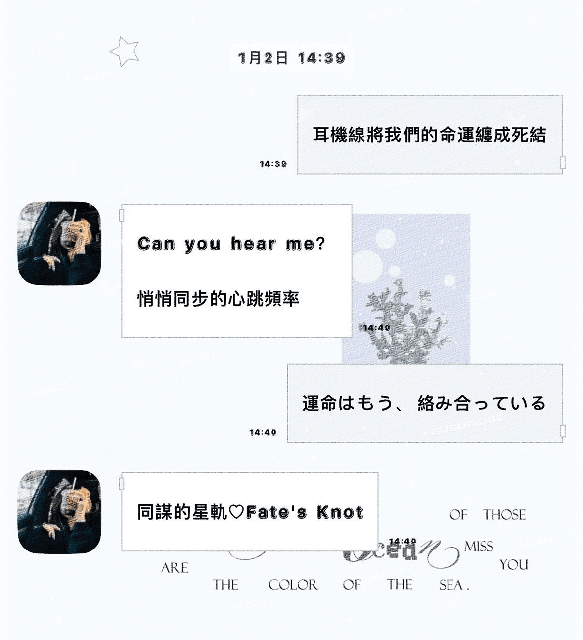 1月2日 14:39
耳機線將我們的命運纏成死結
14:39
Can you hear me?
悄悄同步的心跳頻率
14:40
運命はもう、絡み合っている
14:40
同謀的星軌♡Fate's Knot
14:40
OF THOSE
Ocean MISS
ARE YOU
THE COLOR OF THE SEA.